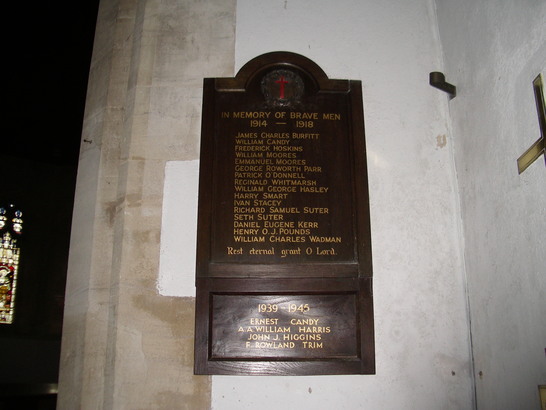 IN MEMORY OF BRAVE MEN
1914 — 1918
JAMES CHARLES BURFITT
WILLIAM CANDY
FREDERICK HOSKINS
WILLIAM MOORES
EMMANUEL MOORES
GEORGE ROWORTH PARR
PATRICK O'DONNELL
REGINALD WHITMARSH
WILLIAM GEORGE HASLEY
HARRY SMART
IVAN STACEY
RICHARD SAMUEL SUTER
SETH SUTER
DANIEL EUGENE KERR
HENRY O.J. POUNDS
WILLIAM CHARLES WADMAN
Rest eternal grant O Lord.
1939 - 1945
ERNEST CANDY
A.A. WILLIAM HARRIS
JOHN J. HIGGINS
F. ROWLAND TRIM